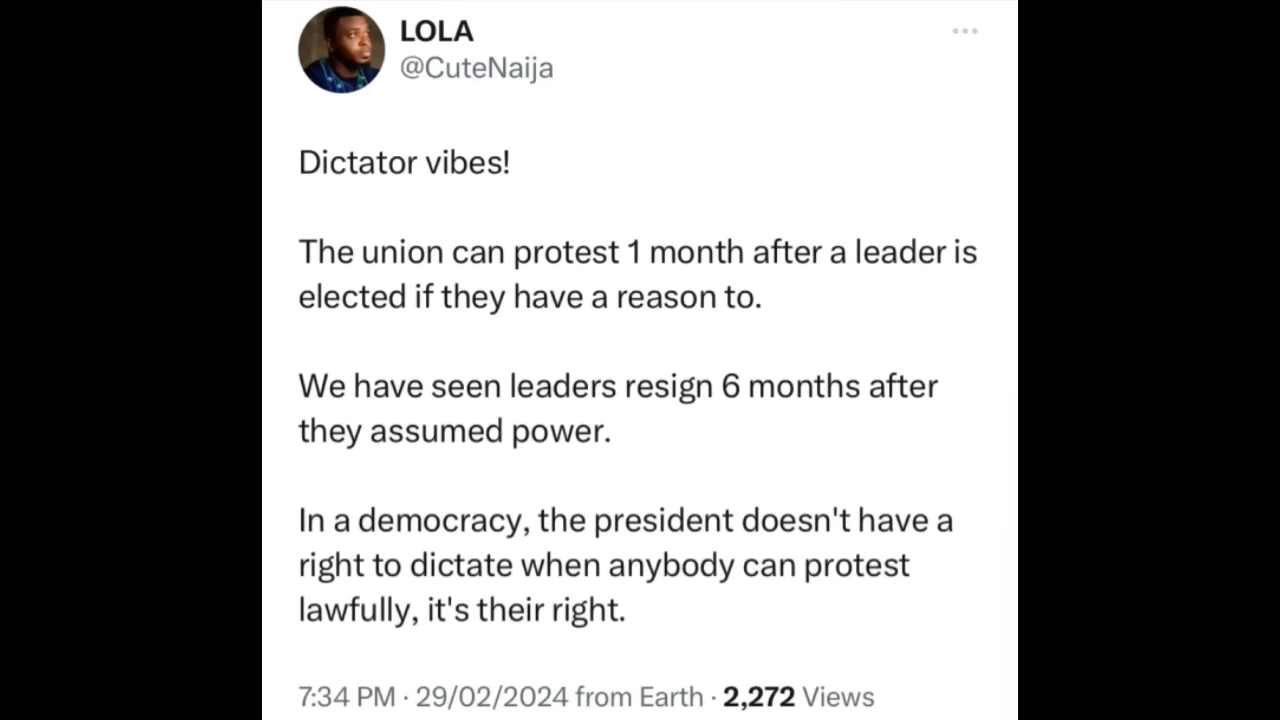 LOLA
@CuteNaija
Dictator vibes!
The union can protest 1 month after a leader is
elected if they have a reason to.
We have seen leaders resign 6 months after
they assumed power.
In a democracy, the president doesn't have a
right to dictate when anybody can protest
lawfully, it's their right.
7:34 PM · 29/02/2024 from Earth · 2,272 Views